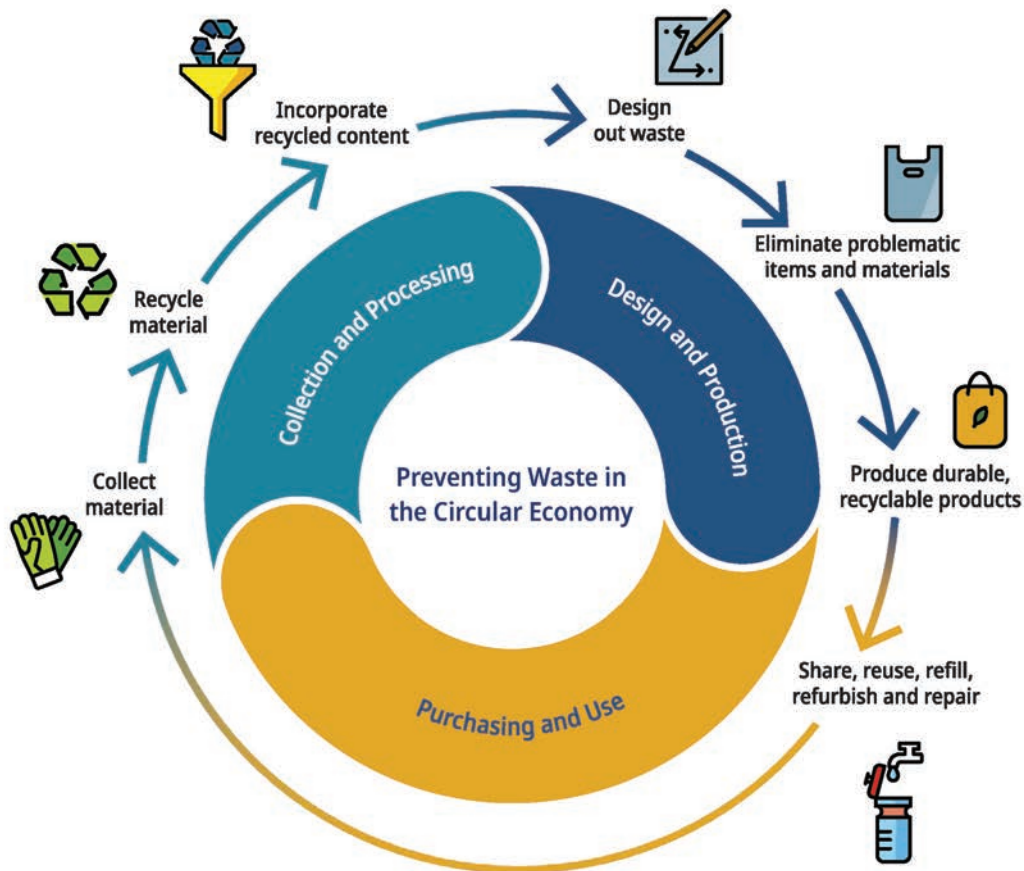 Incorporate
recycled content
Design
out waste
Eliminate problematic
items and materials
Produce durable,
recyclable products
Share, reuse, refill,
refurbish and repair
Collect
material
Recycle
material
Collection and Processing
Design and Production
Purchasing and Use
Preventing Waste in
the Circular Economy